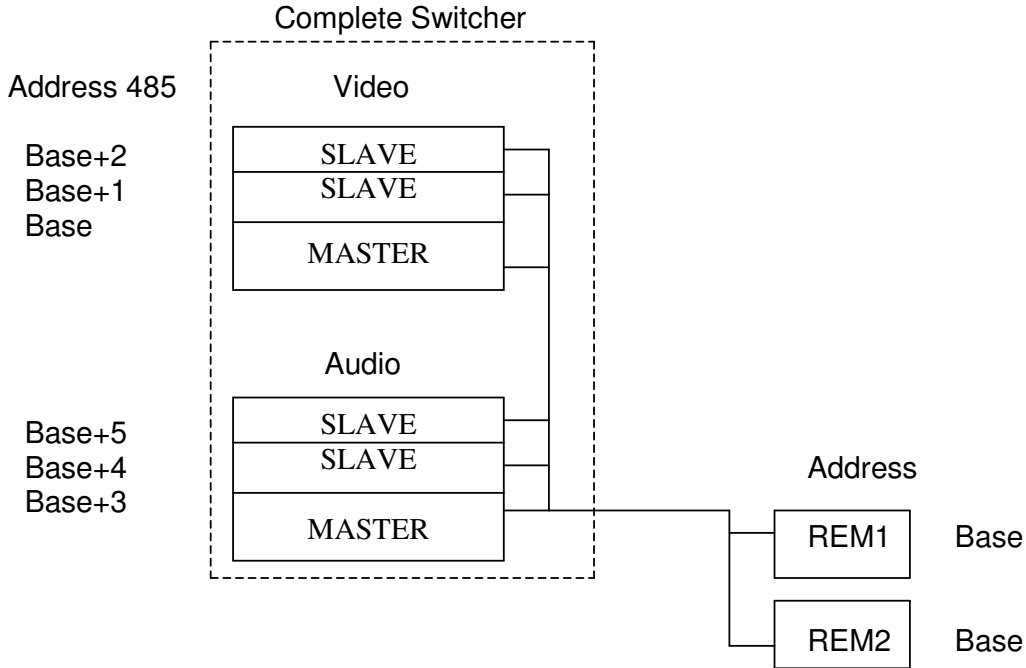 Complete Switcher
Address 485
Video
Base+2
SLAVE
Base+1
SLAVE
Base
MASTER
Audio
Base+5
SLAVE
Base+4
SLAVE
Base+3
MASTER
Address
REM1
Base
REM2
Base